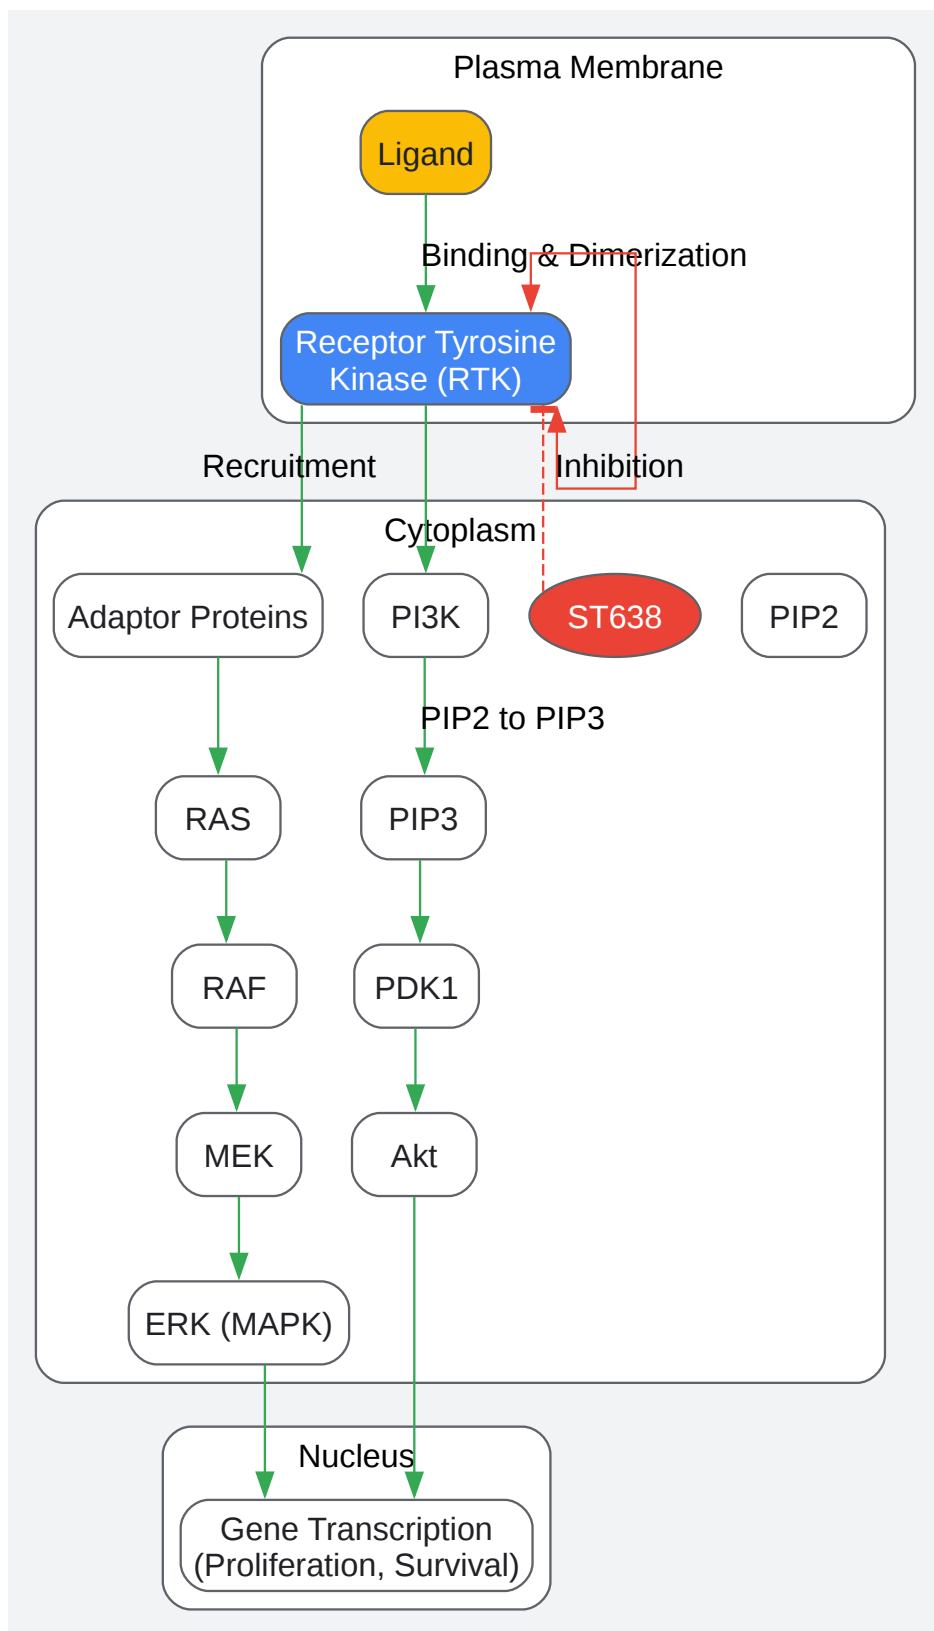 Plasma Membrane
Ligand
Binding & Dimerization
Receptor Tyrosine
Kinase (RTK)
Recruitment
Inhibition
Cytoplasm
Adaptor Proteins
PI3K
ST638
PIP2
PIP2 to PIP3
RAS
PIP3
RAF
PDK1
MEK
Akt
ERK (MAPK)
Nucleus
Gene Transcription
(Proliferation, Survival)